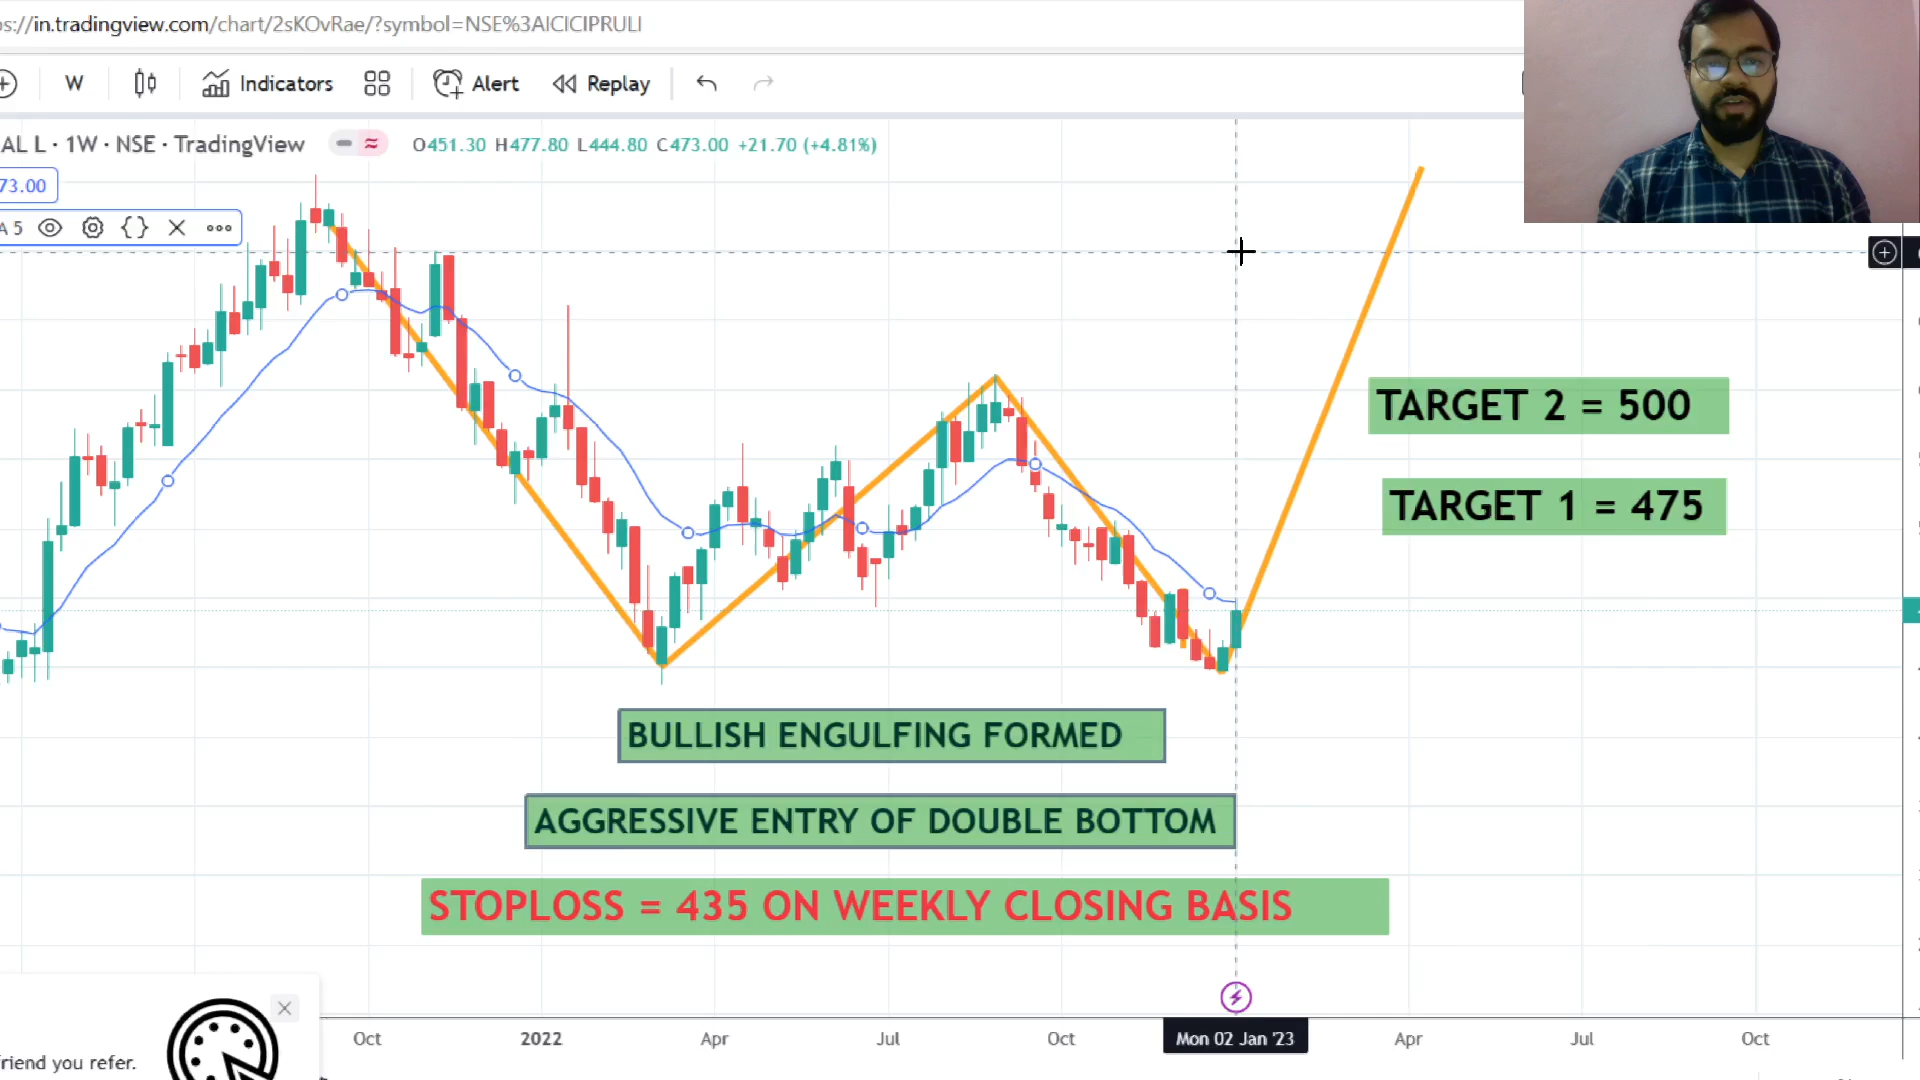 s://in.tradingview.com/chart/2sKOvRae/?symbol=NSE%3AICICIPRULI
W Indicators Alert Replay
AL L · 1W · NSE · TradingView O451.30 H477.80 L444.80 C473.00 +21.70 (+4.81%)
73.00
A 5
TARGET 2 = 500
TARGET 1 = 475
BULLISH ENGULFING FORMED
AGGRESSIVE ENTRY OF DOUBLE BOTTOM
STOPLOSS = 435 ON WEEKLY CLOSING BASIS
Oct 2022 Apr Jul Oct Mon 02 Jan '23 Apr Jul Oct
riend you refer.